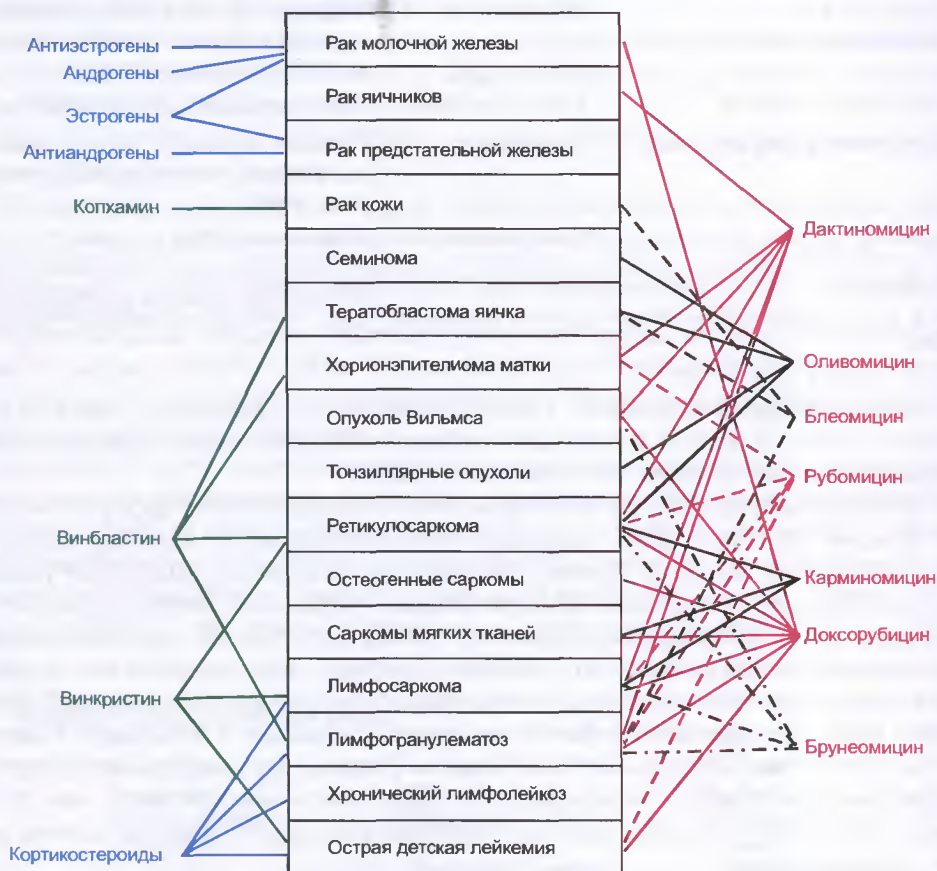 Антиэстрогены
Андрогены
Эстрогены
Антиандрогены
Копхамин
Винбластин
Винкристин
Кортикостероиды
Рак молочной железы
Рак яичников
Рак предстательной железы
Рак кожи
Семинома
Тератобластома яичка
Хорионэпителиома матки
Опухоль Вильмса
Тонзиллярные опухоли
Ретикулосаркома
Остеогенные саркомы
Саркомы мягких тканей
Лимфосаркома
Лимфогранулематоз
Хронический лимфолейкоз
Острая детская лейкемия
Дактиномицин
Оливомицин
Блеомицин
Рубомицин
Карминомицин
Доксорубицин
Брунеомицин